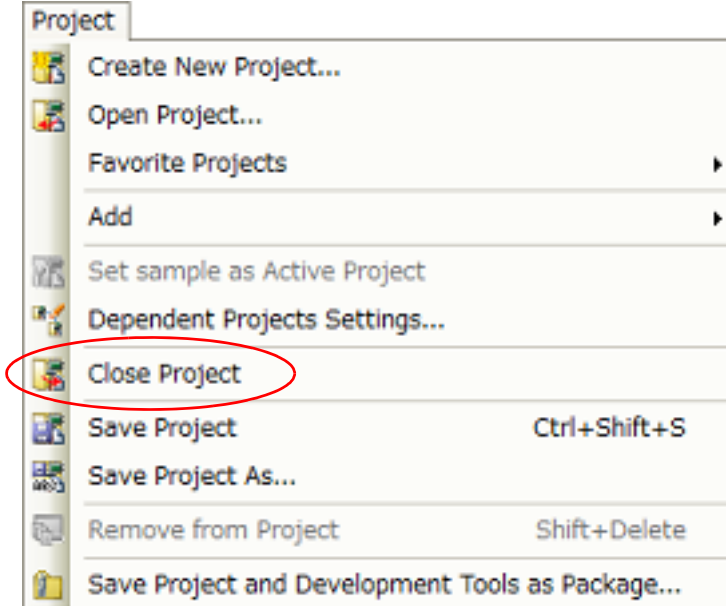 Project
Create New Project...
Open Project...
Favorite Projects
Add
Set sample as Active Project
Dependent Projects Settings...
Close Project
Save Project Ctrl+Shift+S
Save Project As...
Remove from Project Shift+Delete
Save Project and Development Tools as Package...